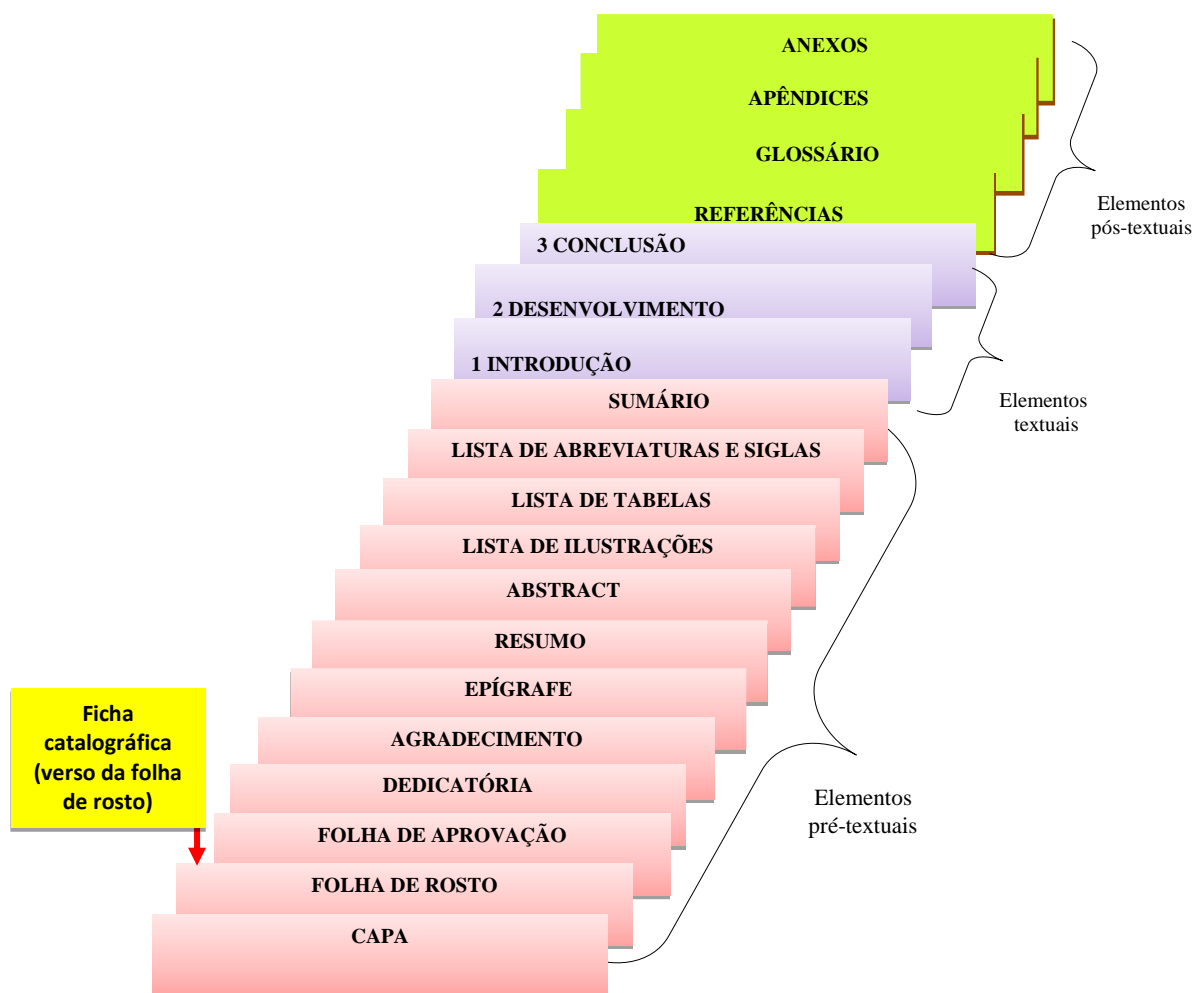 ANEXOS
APÊNDICES
GLOSSÁRIO
REFERÊNCIAS
Elementos
pós-textuais
3 CONCLUSÃO
2 DESENVOLVIMENTO
1 INTRODUÇÃO
Elementos
textuais
SUMÁRIO
LISTA DE ABREVIATURAS E SIGLAS
LISTA DE TABELAS
LISTA DE ILUSTRAÇÕES
ABSTRACT
RESUMO
EPÍGRAFE
AGRADECIMENTO
DEDICATÓRIA
FOLHA DE APROVAÇÃO
FOLHA DE ROSTO
CAPA
Elementos
pré-textuais
Ficha
catalográfica
(verso da folha
de rosto)